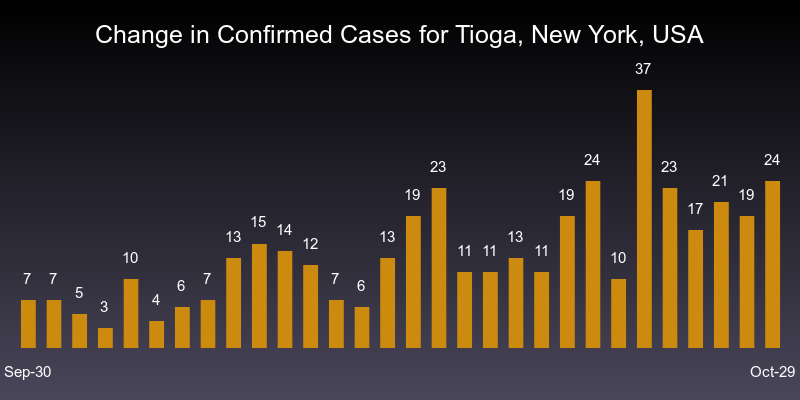 Change in Confirmed Cases for Tioga, New York, USA
7 7 5 3 10 4 6 7 13 15 14 12 7 6 13 19 23 11 11 13 11 19 24 10 37 23 17 21 19 24
Sep-30 Oct-29